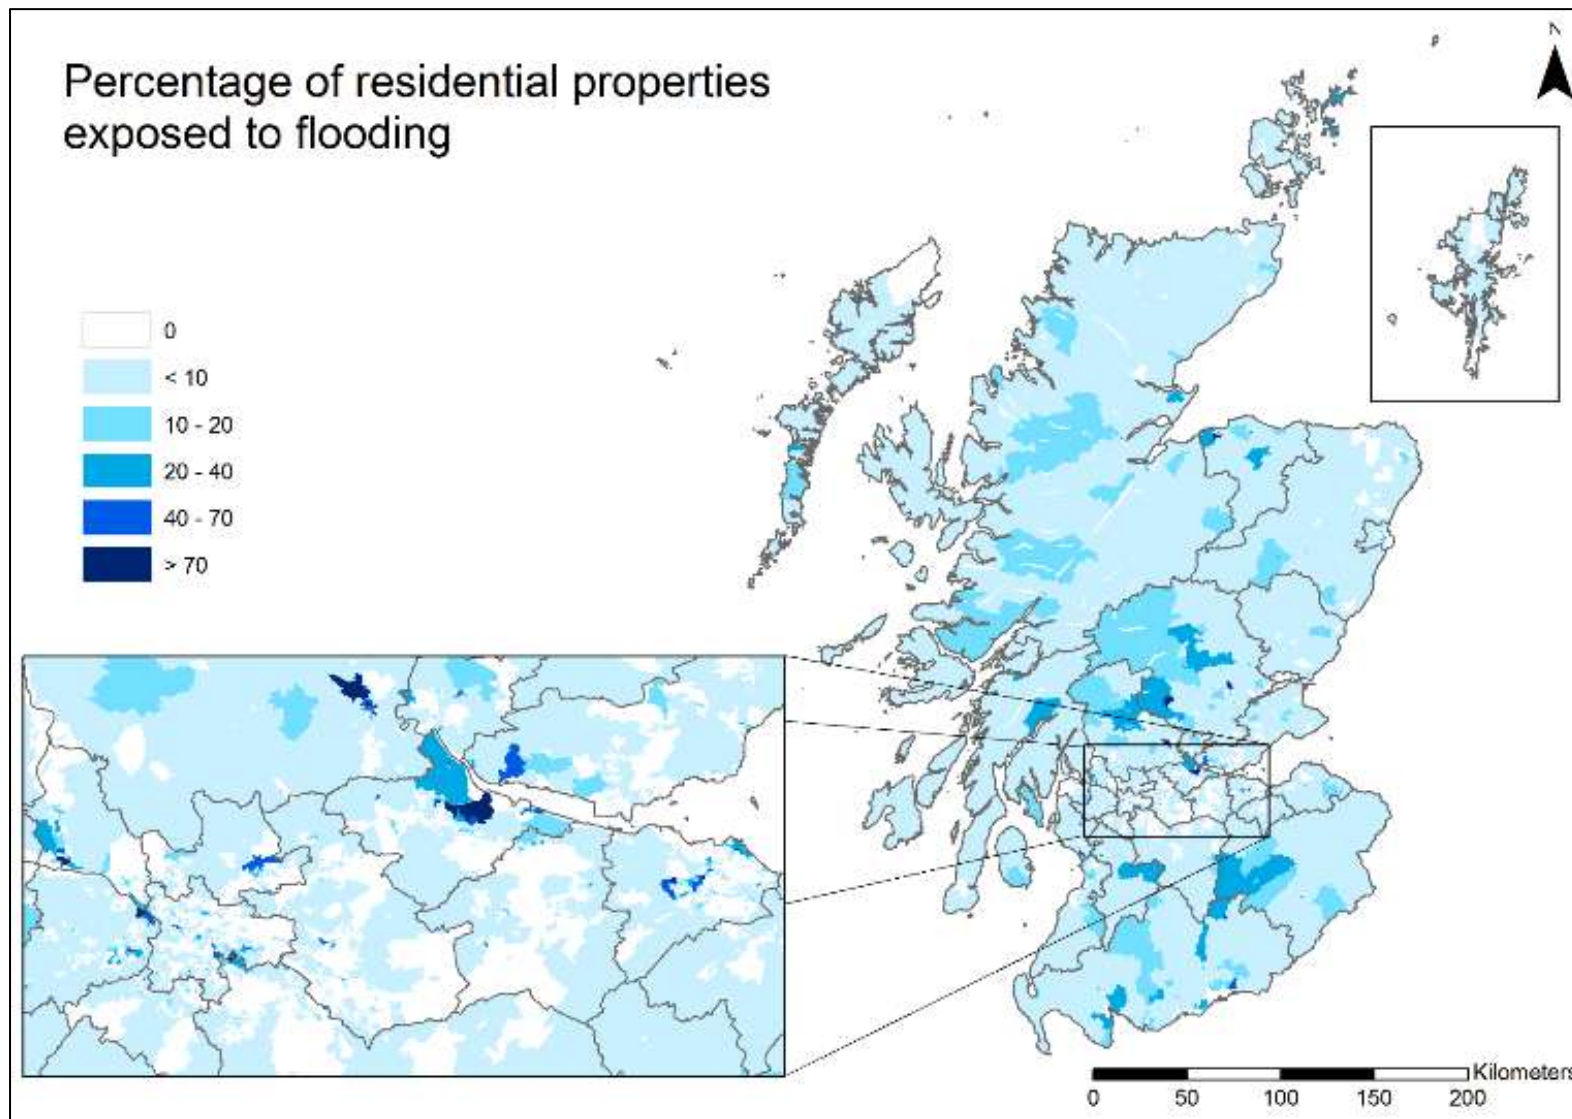 Percentage of residential properties
exposed to flooding
N
0
< 10
10 - 20
20 - 40
40 - 70
> 70
Kilometers
0 50 100 150 200